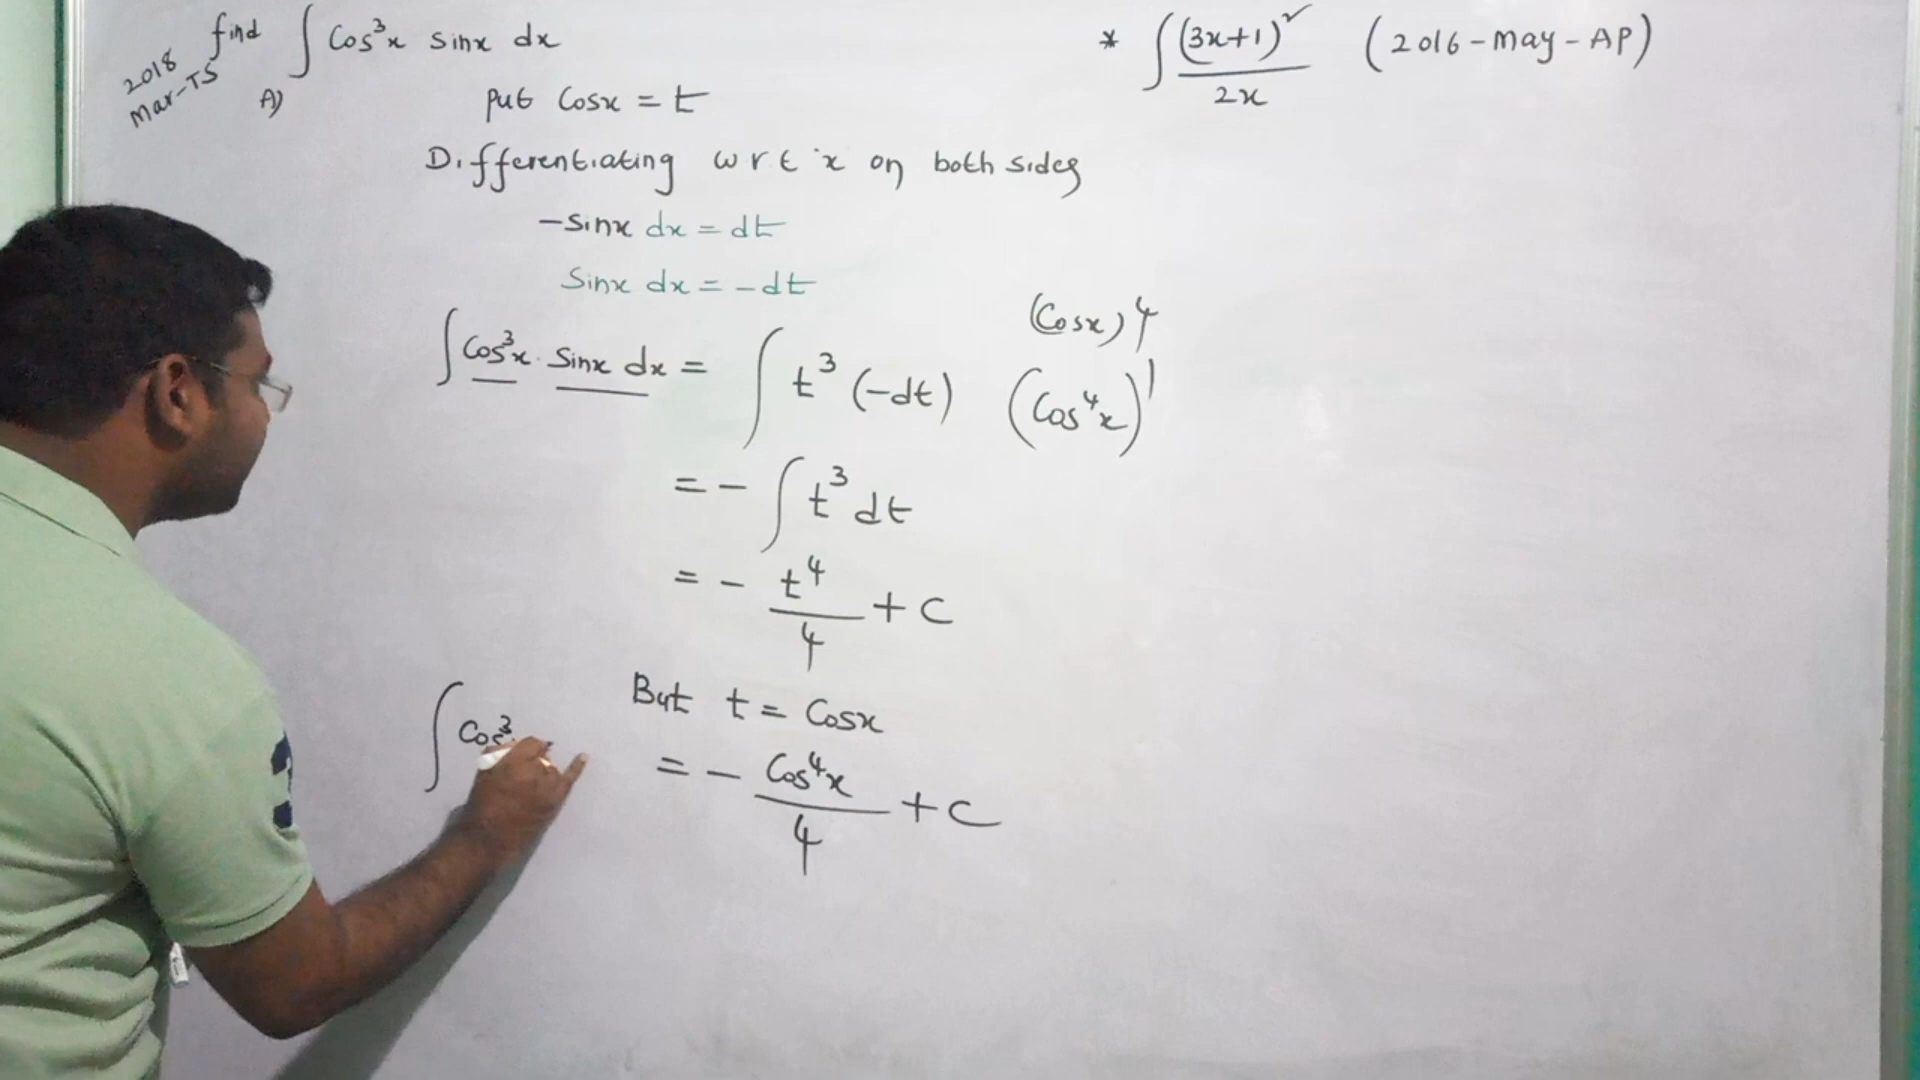 2018
Mar-TS
find ∫ Cos³x sinx dx
A) put Cosx = t
Differentiating w r t 'x on both sides
-Sinx dx = dt
Sinx dx = -dt
∫ Cos³x · Sinx dx = ∫ t³ (-dt)
= - ∫ t³ dt
= - t⁴/4 + C
But t = Cosx
∫ Cos³
= - Cos⁴x/4 + C
(Cosx)4
(Cos⁴x)'
* ∫ (3x+1)²/2x (2016-May-AP)